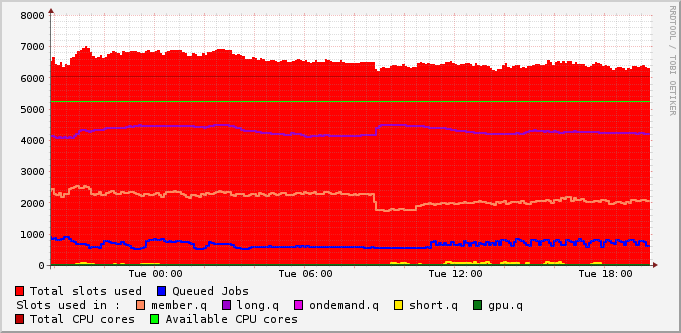 8000
7000
6000
5000
4000
3000
2000
1000
0
Tue 00:00 Tue 06:00 Tue 12:00 Tue 18:00
Total slots used Queued Jobs
Slots used in : member.q long.q ondemand.q short.q gpu.q
Total CPU cores Available CPU cores
RRDTOOL / TOBI OETIKER